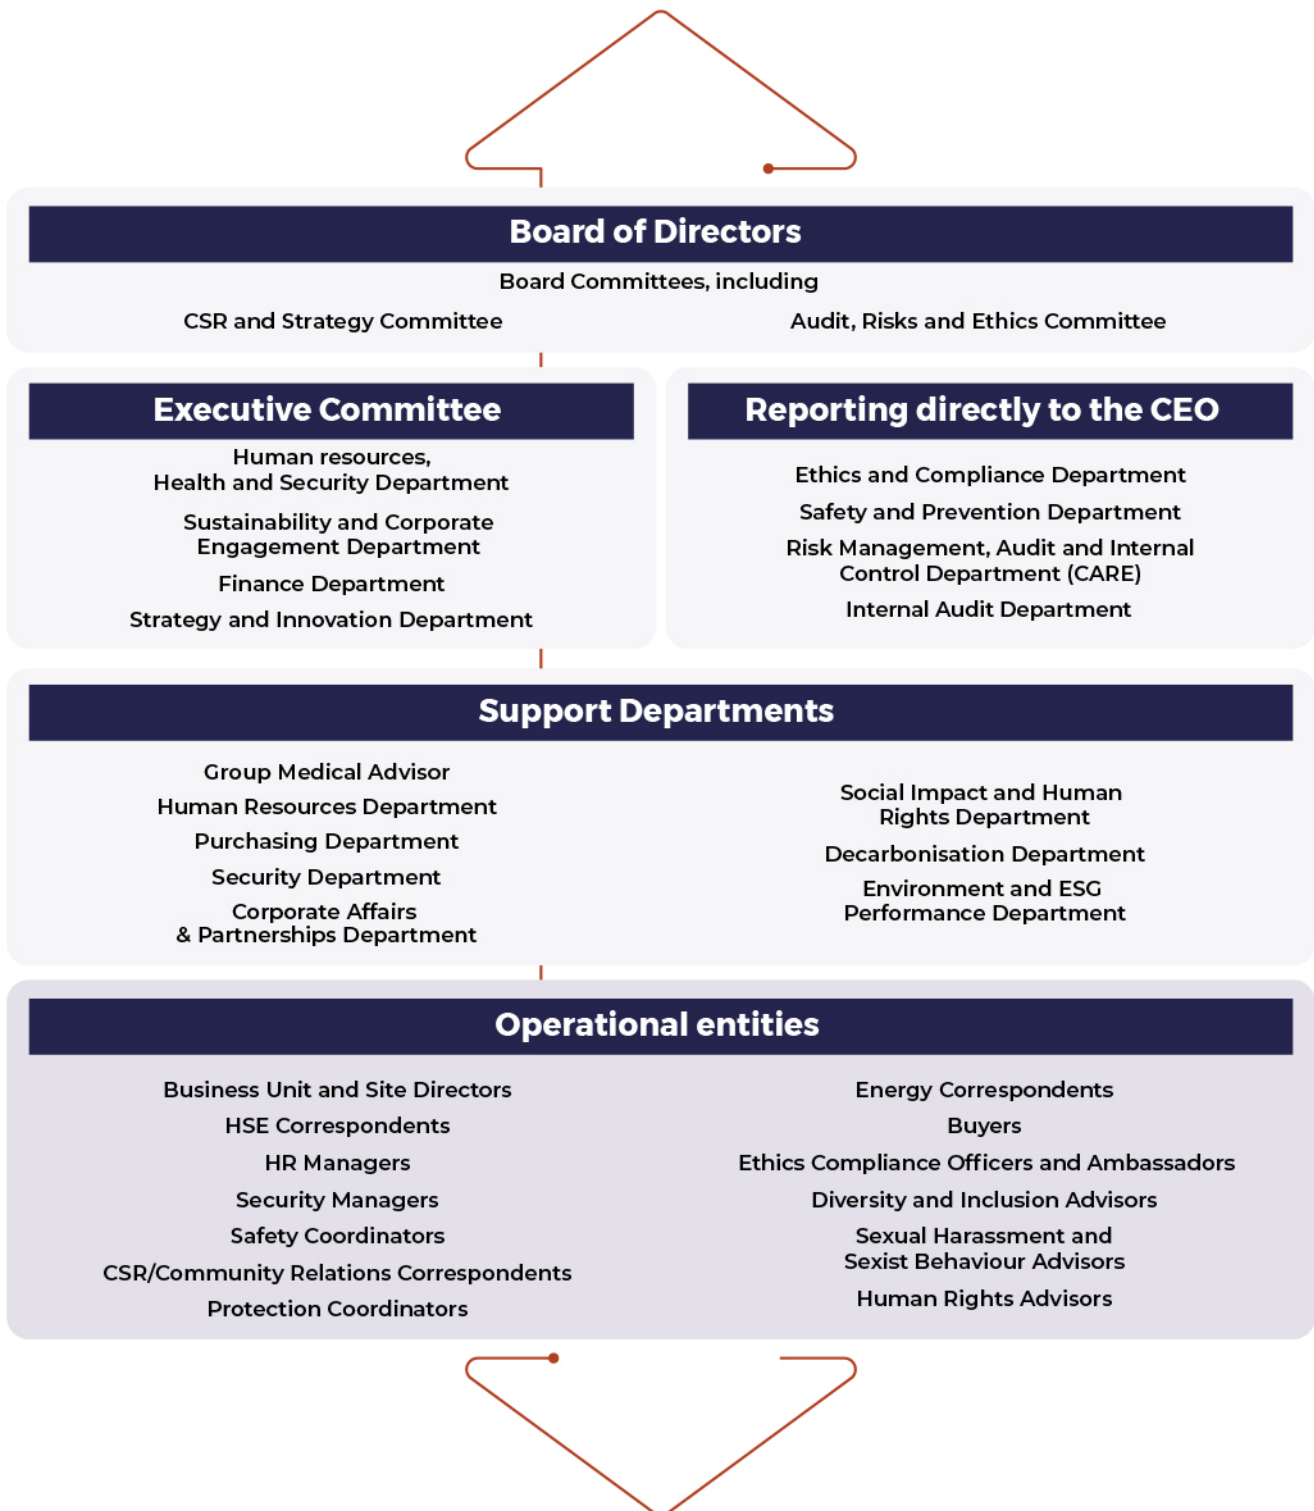 Board of Directors
Board Committees, including
CSR and Strategy Committee
Audit, Risks and Ethics Committee
Executive Committee
Human resources,
Health and Security Department
Sustainability and Corporate
Engagement Department
Finance Department
Strategy and Innovation Department
Reporting directly to the CEO
Ethics and Compliance Department
Safety and Prevention Department
Risk Management, Audit and Internal
Control Department (CARE)
Internal Audit Department
Support Departments
Group Medical Advisor
Human Resources Department
Purchasing Department
Security Department
Corporate Affairs
& Partnerships Department
Social Impact and Human
Rights Department
Decarbonisation Department
Environment and ESG
Performance Department
Operational entities
Business Unit and Site Directors
HSE Correspondents
HR Managers
Security Managers
Safety Coordinators
CSR/Community Relations Correspondents
Protection Coordinators
Energy Correspondents
Buyers
Ethics Compliance Officers and Ambassadors
Diversity and Inclusion Advisors
Sexual Harassment and
Sexist Behaviour Advisors
Human Rights Advisors